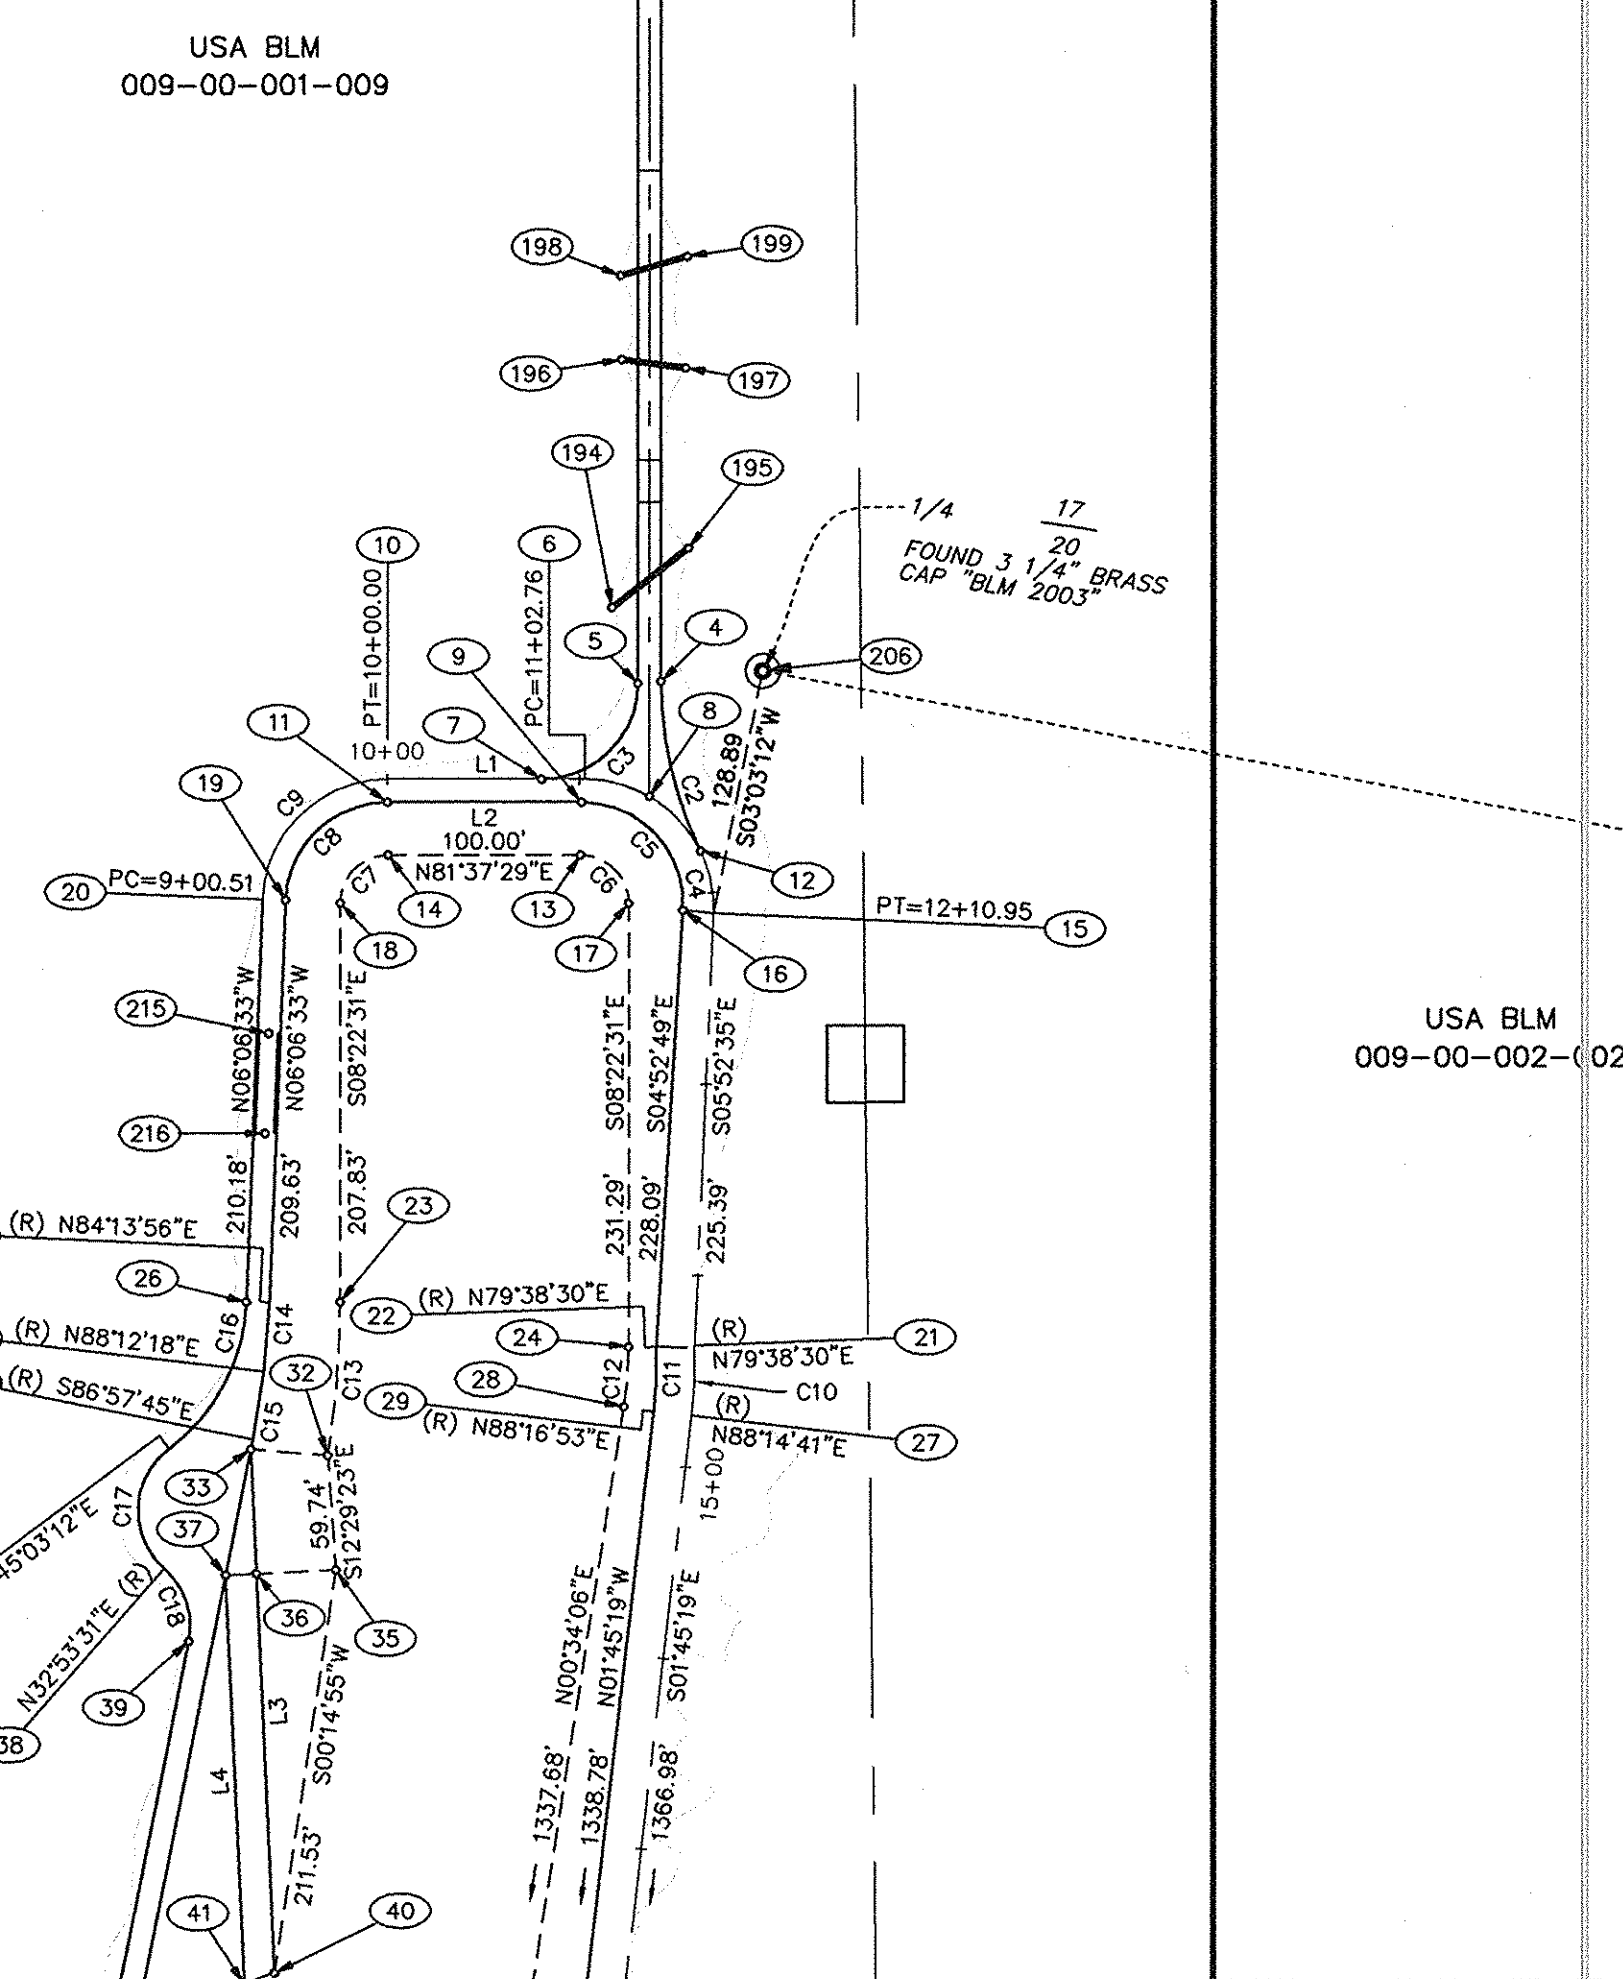 USA BLM
009-00-001-009
198
199
196
197
194
195
1/4
17
20
FOUND 3 1/4" BRASS
CAP "BLM 2003"
10
6
PT=10+00.00
PC=11+02.76
5
4
206
9
8
11
7
10+00
L1
C3
C2
128.89
S03°03'12"W
19
C9
C8
L2
100.00'
N81°37'29"E
C5
C7
C6
C4
12
20
PC=9+00.51
14
13
PT=12+10.95
15
18
17
16
215
N06°06'33"W
N06°06'33"W
S08°22'31"E
S08°22'31"E
S04°52'49"E
S05°52'35"E
USA BLM
009-00-002-002
216
210.18'
209.63'
207.83'
231.29'
228.09'
225.39'
23
(R) N84°13'56"E
26
C16
C14
22
(R) N79°38'30"E
24
(R)
N79°38'30"E
21
(R) N88°12'18"E
32
C13
28
C12
C11
C10
(R) S86°57'45"E
C15
29
(R) N88°16'53"E
(R)
N88°14'41"E
27
33
C17
37
59.74'
S12°29'23"E
15+00
45°03'12"E
C18
36
35
N32°53'31"E (R)
38
39
L3
L4
S00°14'55"W
211.53'
N00°34'06"E
N01°45'19"W
S01°45'19"E
1337.68'
1338.78'
1366.98'
41
40